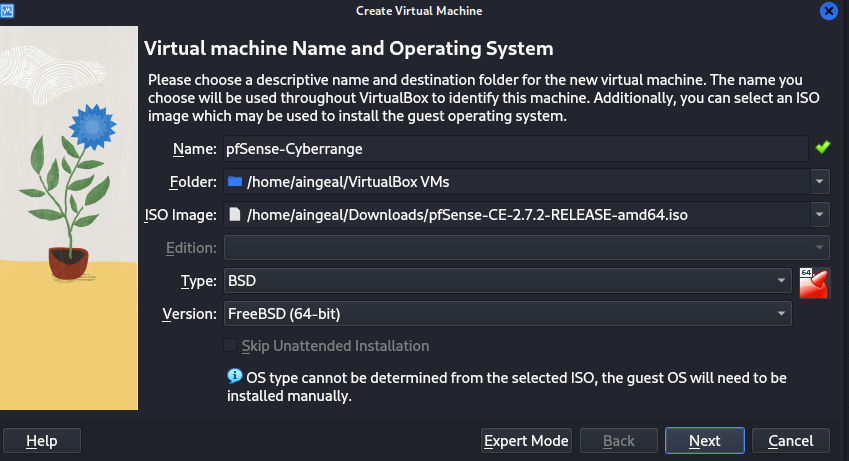 Create Virtual Machine
Virtual machine Name and Operating System
Please choose a descriptive name and destination folder for the new virtual machine. The name you
choose will be used throughout VirtualBox to identify this machine. Additionally, you can select an ISO
image which may be used to install the guest operating system.
Name: pfSense-Cyberrange
Folder: /home/aingeal/VirtualBox VMs
ISO Image: /home/aingeal/Downloads/pfSense-CE-2.7.2-RELEASE-amd64.iso
Edition:
Type: BSD 64
Version: FreeBSD (64-bit)
Skip Unattended Installation
OS type cannot be determined from the selected ISO, the guest OS will need to be
installed manually.
Help Expert Mode Back Next Cancel